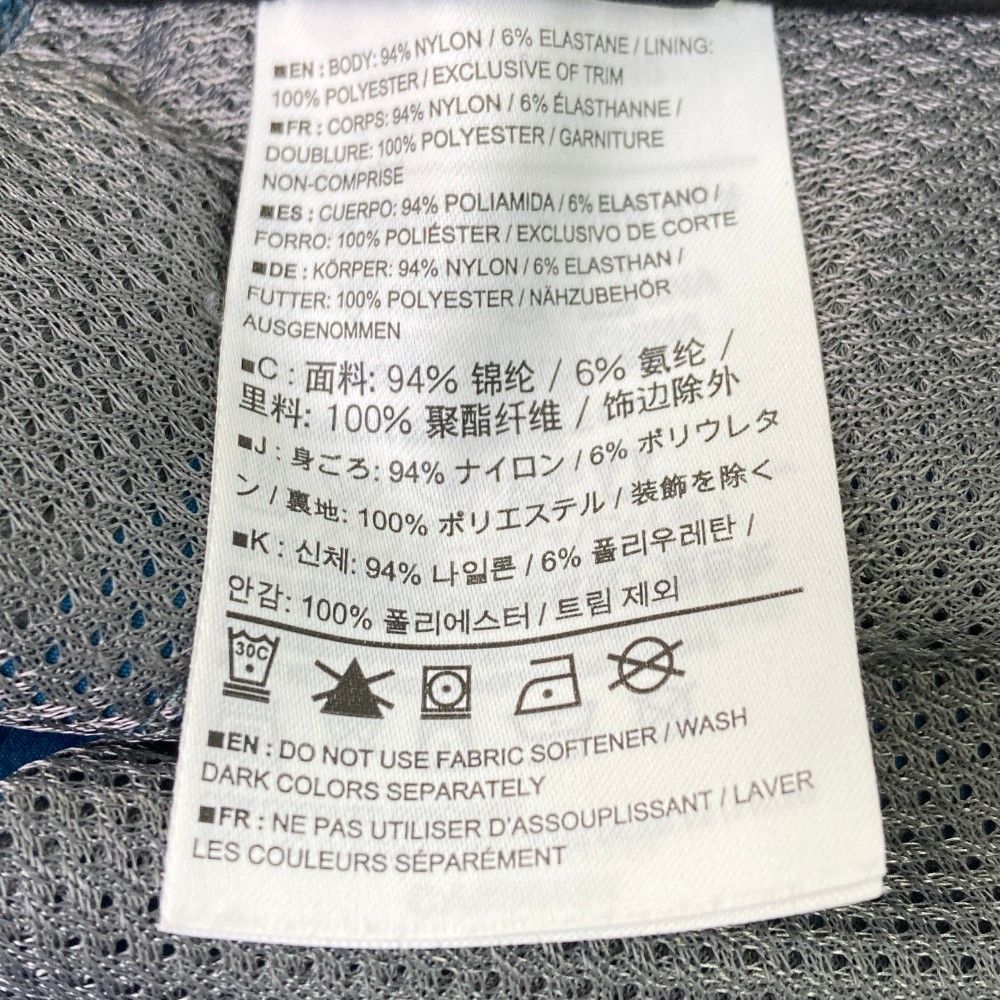 ■EN : BODY: 94% NYLON / 6% ELASTANE / LINING:
100% POLYESTER / EXCLUSIVE OF TRIM
■FR : CORPS: 94% NYLON / 6% ÉLASTHANNE /
DOUBLURE: 100% POLYESTER / GARNITURE
NON-COMPRISE
■ES : CUERPO: 94% POLIAMIDA / 6% ELASTANO /
FORRO: 100% POLIÉSTER / EXCLUSIVO DE CORTE
■DE : KÖRPER: 94% NYLON / 6% ELASTHAN /
FUTTER: 100% POLYESTER / NÄHZUBEHÖR
AUSGENOMMEN
■C : 面料: 94% 锦纶 / 6% 氨纶 /
里料: 100% 聚酯纤维 / 饰边除外
■J : 身ごろ: 94% ナイロン / 6% ポリウレタ
ン / 裏地: 100% ポリエステル / 装飾を除く
■K : 신체: 94% 나일론 / 6% 폴리우레탄 /
안감: 100% 폴리에스터 / 트림 제외
30C
■EN : DO NOT USE FABRIC SOFTENER / WASH
DARK COLORS SEPARATELY
■FR : NE PAS UTILISER D'ASSOUPLISSANT / LAVER
LES COULEURS SÉPARÉMENT